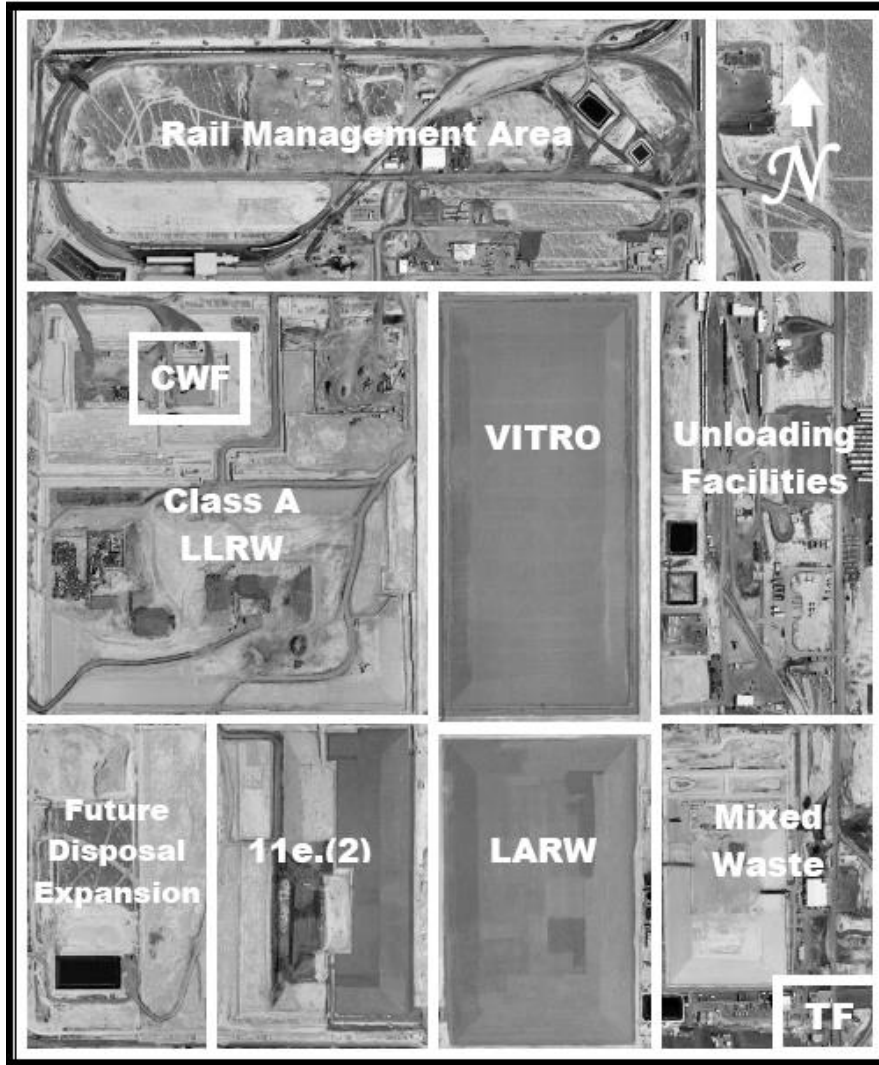 Rail Management Area
N
CWF
VITRO
Unloading
Facilities
Class A
LLRW
Future
Disposal
Expansion
11e.(2)
LARW
Mixed
Waste
TF